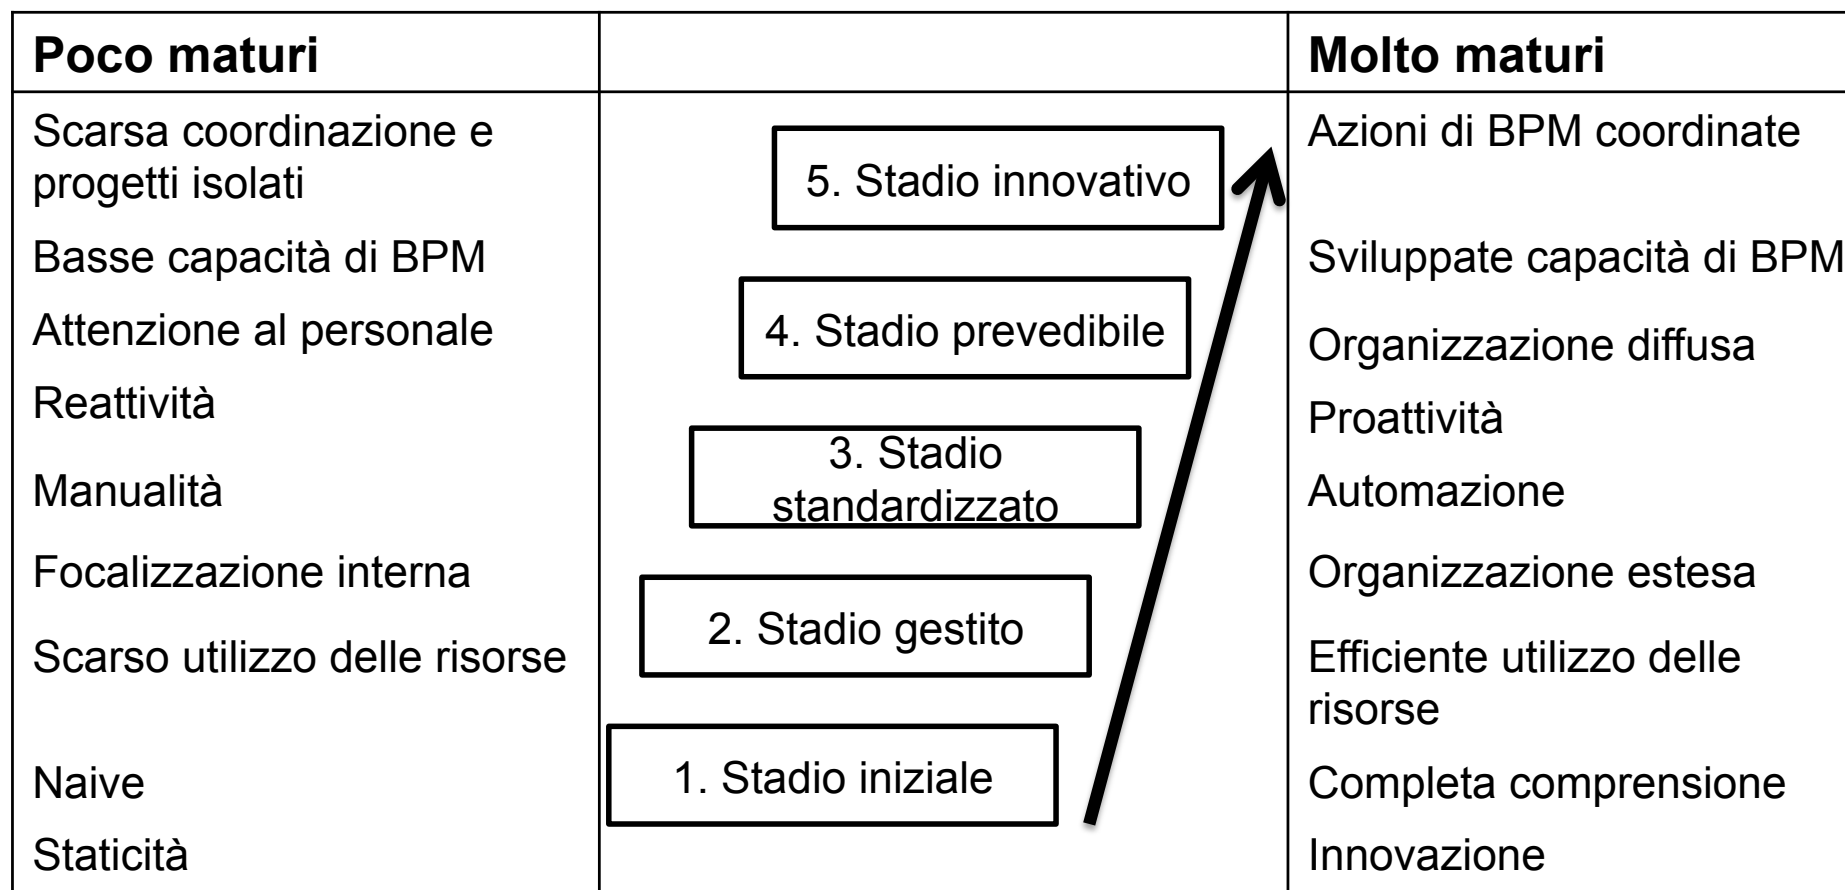 Poco maturi
Molto maturi
Scarsa coordinazione e
progetti isolati
Basse capacità di BPM
Attenzione al personale
Reattività
Manualità
Focalizzazione interna
Scarso utilizzo delle risorse
Naive
Staticità
5. Stadio innovativo
4. Stadio prevedibile
3. Stadio
standardizzato
2. Stadio gestito
1. Stadio iniziale
Azioni di BPM coordinate
Sviluppate capacità di BPM
Organizzazione diffusa
Proattività
Automazione
Organizzazione estesa
Efficiente utilizzo delle
risorse
Completa comprensione
Innovazione